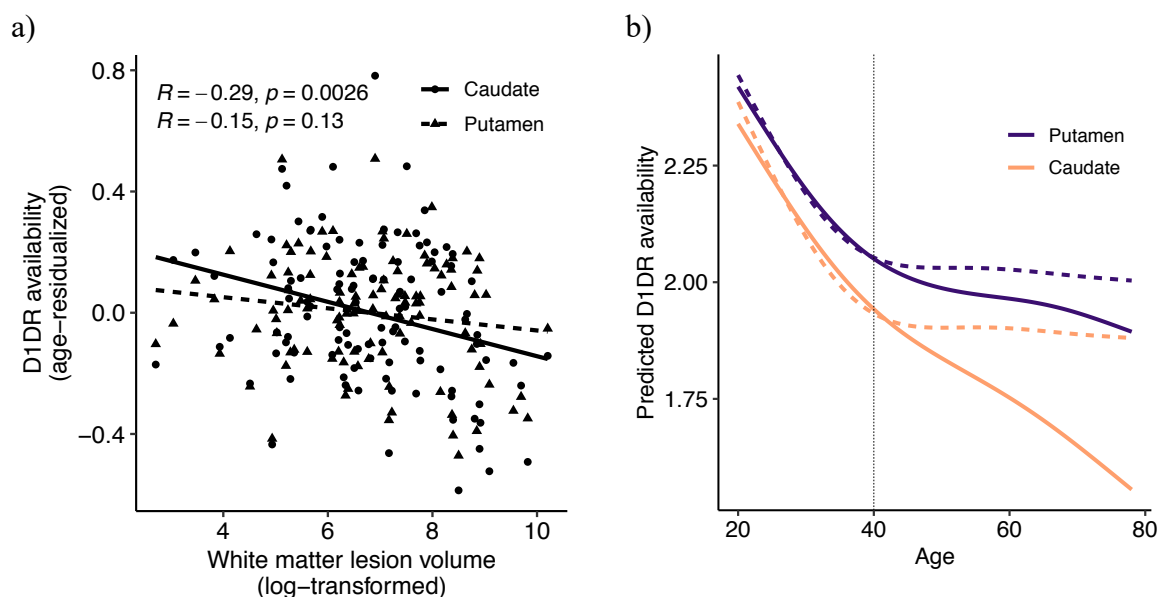 a)
0.8
0.4
0.0
−0.4
D1DR availability
(age−residualized)
R = −0.29, p = 0.0026
R = −0.15, p = 0.13
Caudate
Putamen
4
6
8
10
White matter lesion volume
(log−transformed)
b)
2.25
2.00
1.75
Predicted D1DR availability
Putamen
Caudate
20
40
60
80
Age